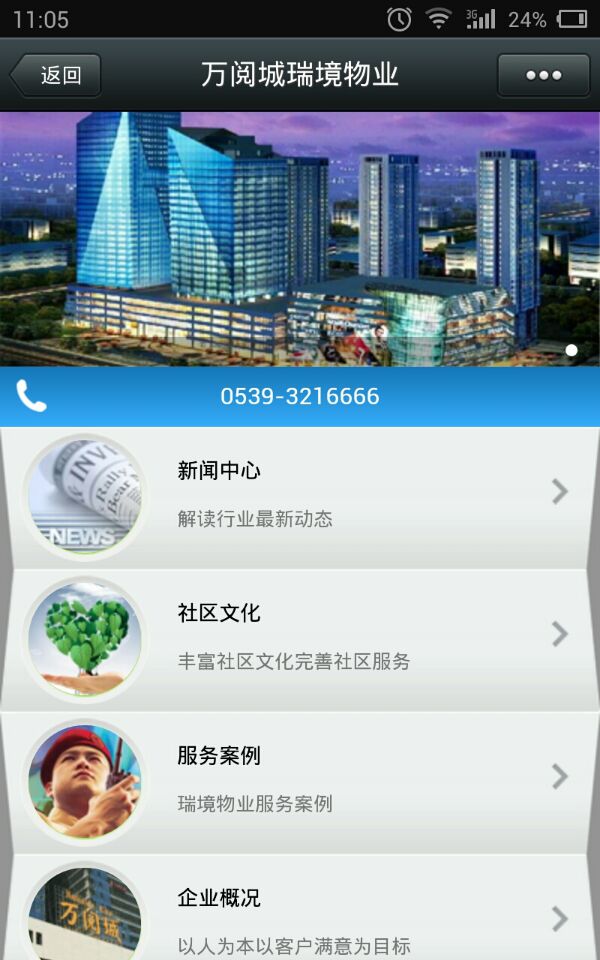 11:05
3G
24%
返回
万阅城瑞境物业
0539-3216666
新闻中心
解读行业最新动态
INVI
Rally
Bear
NEWS
社区文化
丰富社区文化完善社区服务
服务案例
瑞境物业服务案例
企业概况
万阅城
以人为本以客户满意为目标